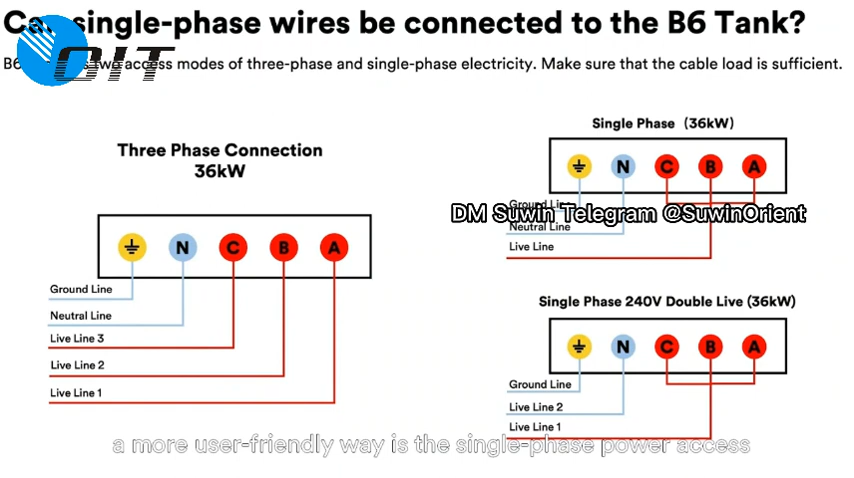 single-phase wires be connected to the B6 Tank?
OIT
B6 two access modes of three-phase and single-phase electricity. Make sure that the cable load is sufficient.
Three Phase Connection
36kW
N C B A
Ground Line
Neutral Line
Live Line 3
Live Line 2
Live Line 1
Single Phase (36kW)
N C B A
Ground Line
DM Suwin Telegram @SuwinOrient
Neutral Line
Live Line
Single Phase 240V Double Live (36kW)
N C B A
Ground Line
Live Line 2
Live Line 1
a more user-friendly way is the single-phase power access